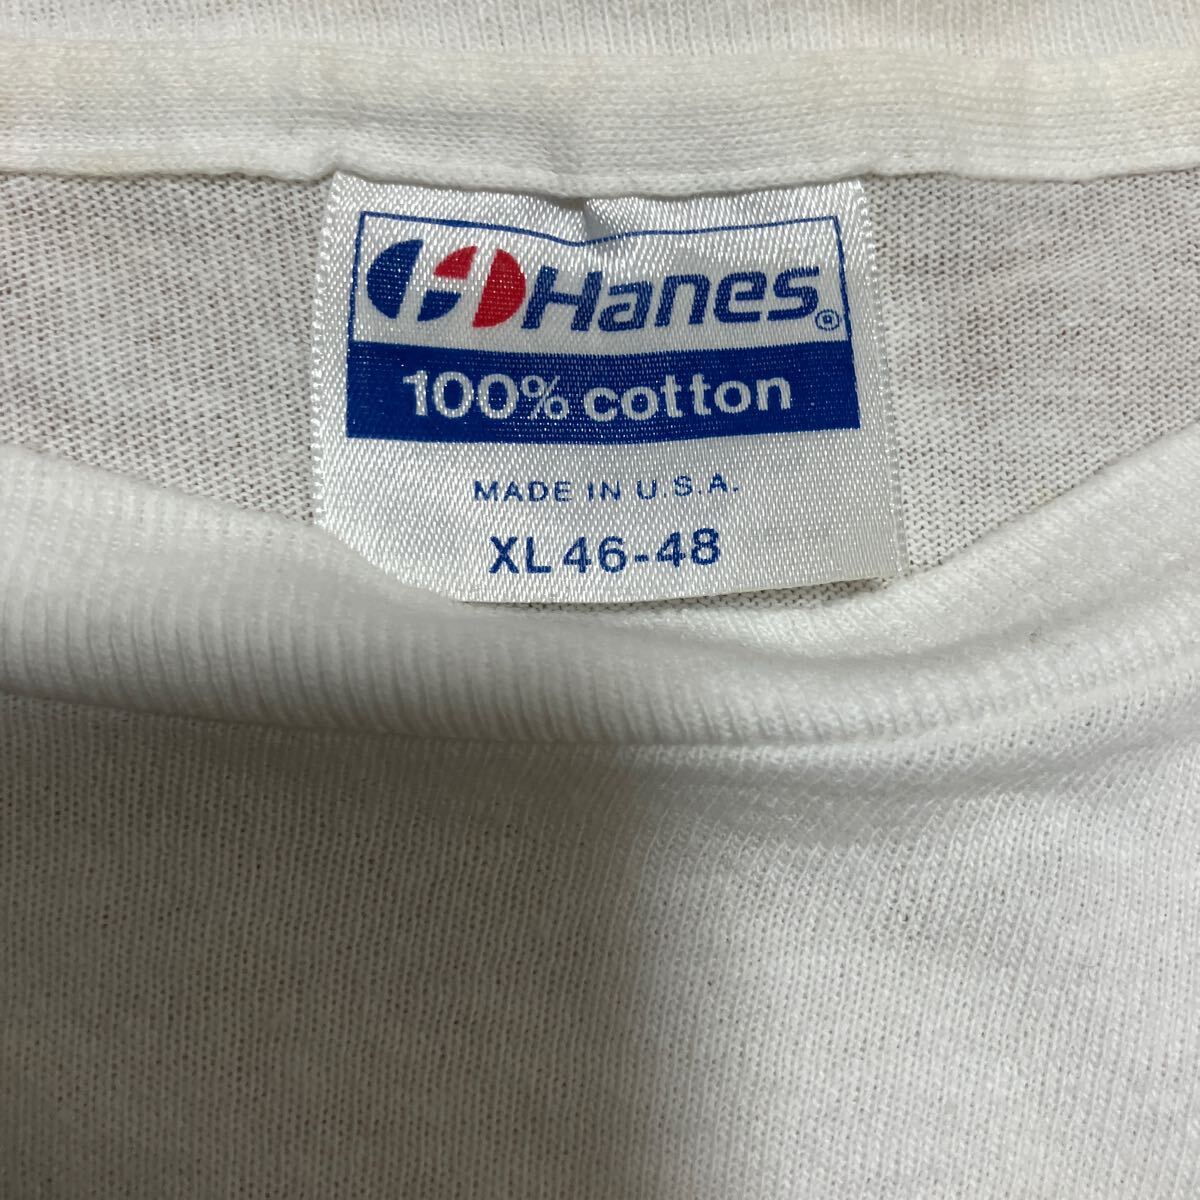 Hanes®
100% cotton
MADE IN U.S.A.
XL 46-48